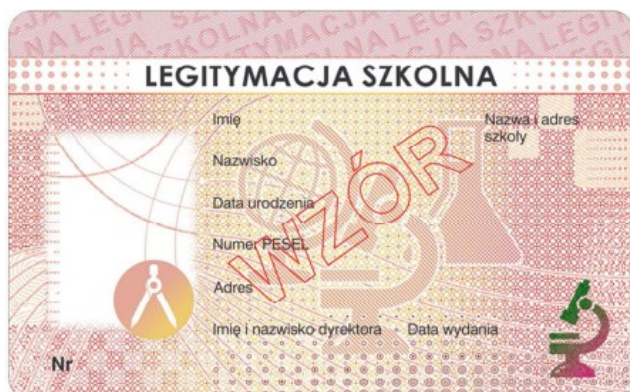 LEGITYMACJA SZKOLNA
Imię
Nazwa i adres
szkoły
Nazwisko
Data urodzenia
WZÓR
Numer PESEL
Adres
Imię i nazwisko dyrektora
Data wydania
Nr